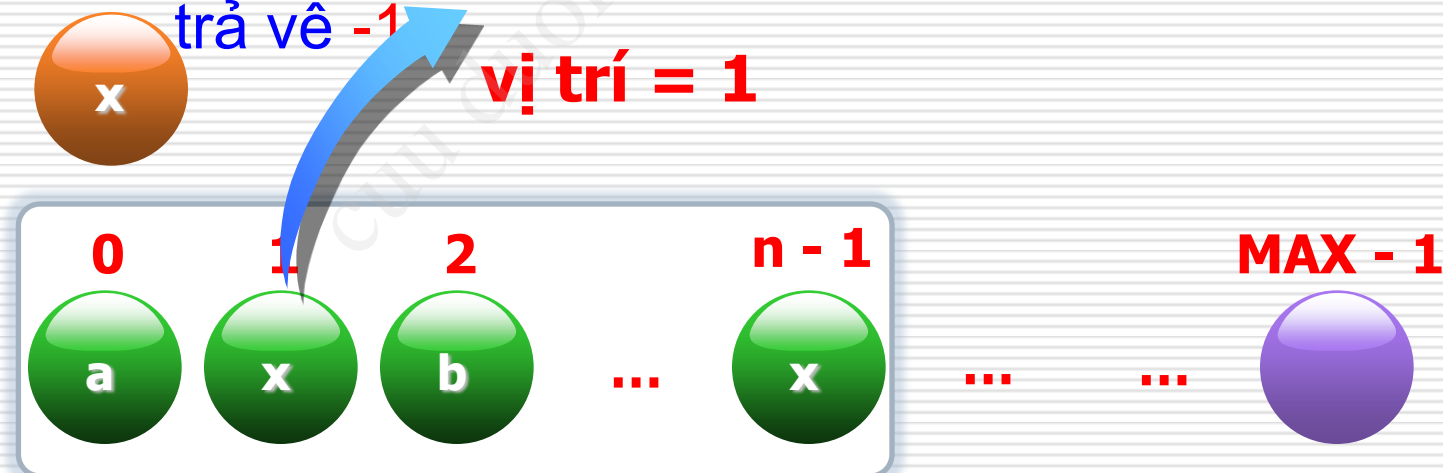 trả về -1
x
vị trí = 1
0 1 2 n - 1 MAX - 1
a x b ... x ... ...